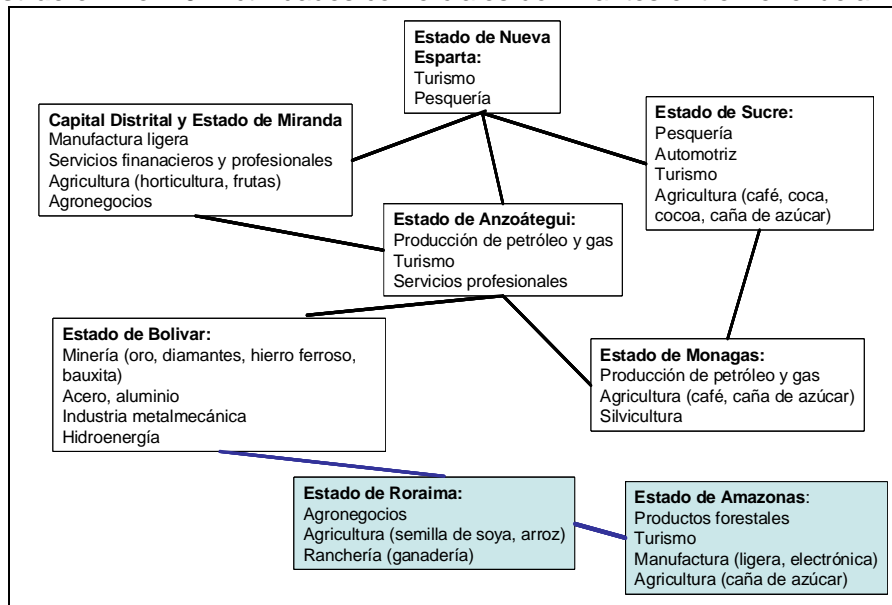 Estado de Nueva
Esparta:
Turismo
Pesquería
Capital Distrital y Estado de Miranda
Manufactura ligera
Servicios finanacieros y profesionales
Agricultura (horticultura, frutas)
Agronegocios
Estado de Sucre:
Pesquería
Automotriz
Turismo
Agricultura (café, coca,
cocoa, caña de azúcar)
Estado de Anzoátegui:
Producción de petróleo y gas
Turismo
Servicios profesionales
Estado de Bolivar:
Minería (oro, diamantes, hierro ferroso,
bauxita)
Acero, aluminio
Industria metalmecánica
Hidroenergía
Estado de Monagas:
Producción de petróleo y gas
Agricultura (café, caña de azúcar)
Silvicultura
Estado de Roraima:
Agronegocios
Agricultura (semilla de soya, arroz)
Ranchería (ganadería)
Estado de Amazonas:
Productos forestales
Turismo
Manufactura (ligera, electrónica)
Agricultura (caña de azúcar)